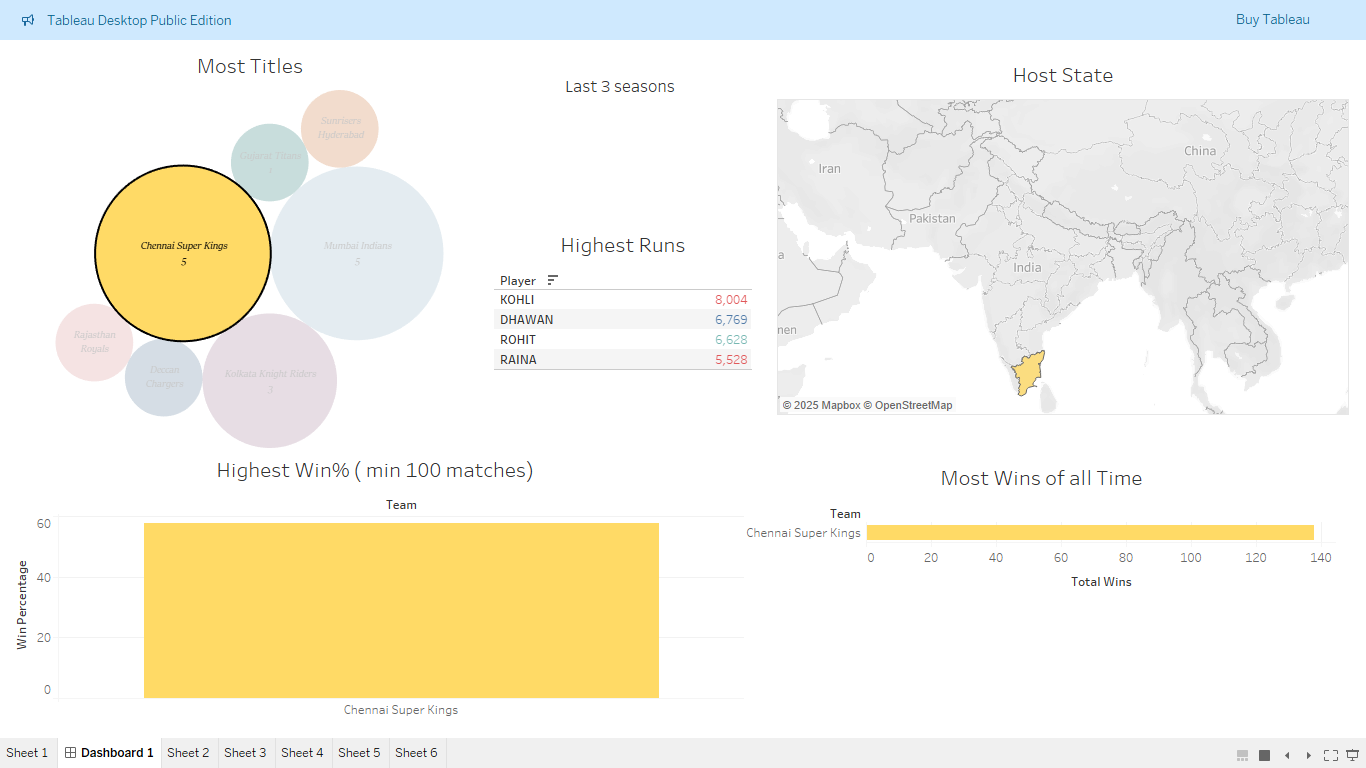 Tableau Desktop Public Edition
Buy Tableau
Most Titles
Sunrisers
Hyderabad
Gujarat Titans
1
Chennai Super Kings
5
Mumbai Indians
5
Rajasthan
Royals
Deccan
Chargers
Kolkata Knight Riders
3
Last 3 seasons
Highest Runs
Player
KOHLI 8,004
DHAWAN 6,769
ROHIT 6,628
RAINA 5,528
Host State
Iran
China
Pakistan
India
a
nen
© 2025 Mapbox © OpenStreetMap
Highest Win% ( min 100 matches)
Team
60
40
20
0
Win Percentage
Chennai Super Kings
Most Wins of all Time
Team
Chennai Super Kings
0 20 40 60 80 100 120 140
Total Wins
Sheet 1 Dashboard 1 Sheet 2 Sheet 3 Sheet 4 Sheet 5 Sheet 6